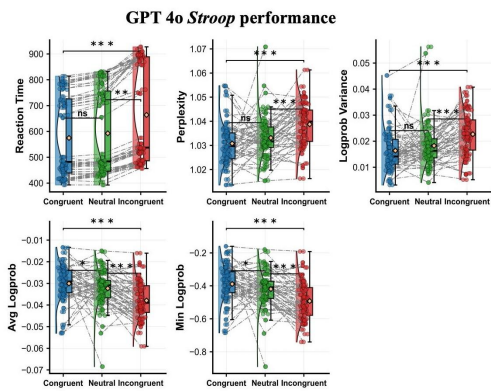 GPT 4o Stroop performance
Reaction Time
900
800
700
600
500
400
***
ns
**
Congruent Neutral Incongruent
Perplexity
1.07
1.06
1.05
1.04
1.03
1.02
1.01
***
ns
***
Congruent Neutral Incongruent
Logprob Variance
0.05
0.04
0.03
0.02
0.01
***
ns
***
Congruent Neutral Incongruent
Avg Logprob
−0.01
−0.02
−0.03
−0.04
−0.05
−0.06
−0.07
***
*
***
Congruent Neutral Incongruent
Min Logprob
−0.2
−0.4
−0.6
−0.8
***
*
***
Congruent Neutral Incongruent